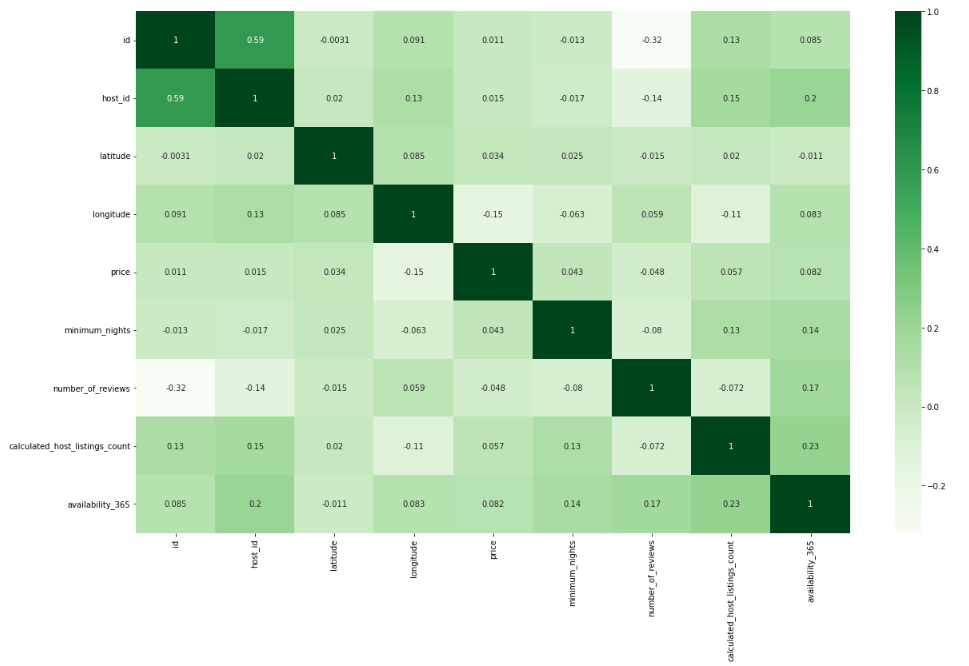 id 1 0.59 -0.0031 0.091 0.011 -0.013 -0.32 0.13 0.085
host_id 0.59 1 0.02 0.13 0.015 -0.017 -0.14 0.15 0.2
latitude -0.0031 0.02 1 0.085 0.034 0.025 -0.015 0.02 -0.011
longitude 0.091 0.13 0.085 1 -0.15 -0.063 0.059 -0.11 0.083
price 0.011 0.015 0.034 -0.15 1 0.043 -0.048 0.057 0.082
minimum_nights -0.013 -0.017 0.025 -0.063 0.043 1 -0.08 0.13 0.14
number_of_reviews -0.32 -0.14 -0.015 0.059 -0.048 -0.08 1 -0.072 0.17
calculated_host_listings_count 0.13 0.15 0.02 -0.11 0.057 0.13 -0.072 1 0.23
availability_365 0.085 0.2 -0.011 0.083 0.082 0.14 0.17 0.23 1
id
host_id
latitude
longitude
price
minimum_nights
number_of_reviews
calculated_host_listings_count
availability_365
1.0
0.8
0.6
0.4
0.2
0.0
−0.2